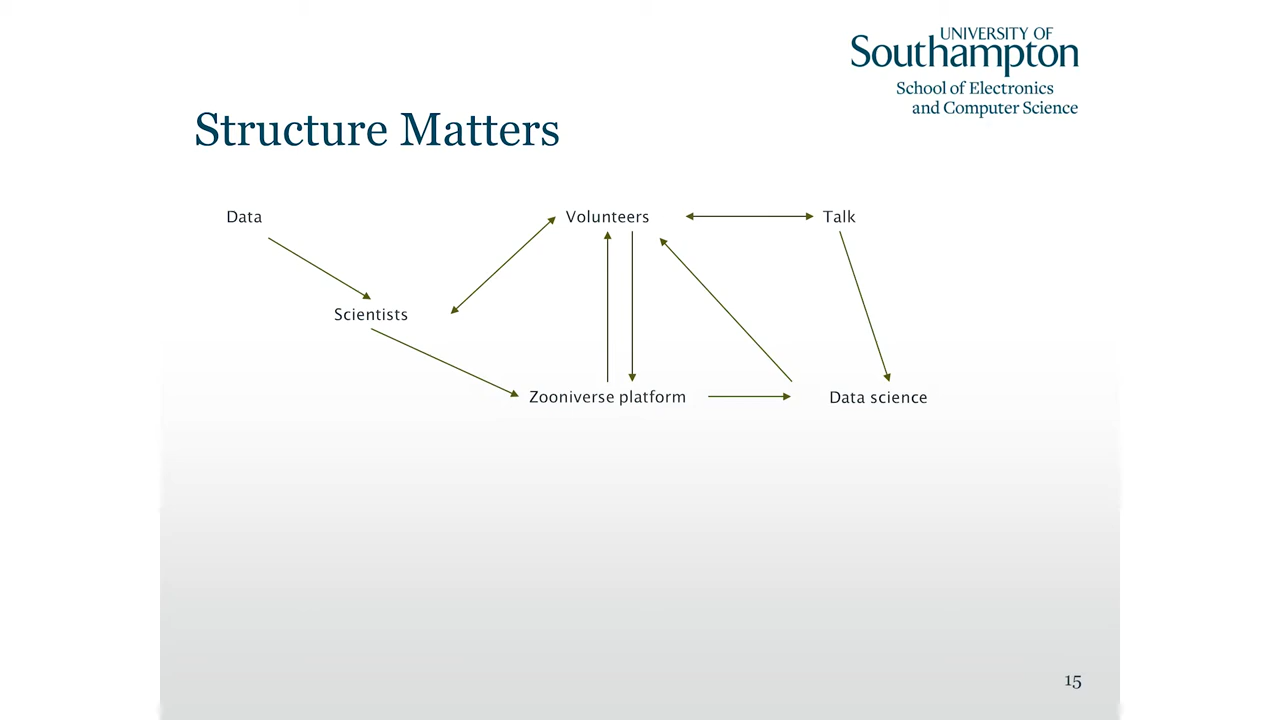 UNIVERSITY OF
Southampton
School of Electronics
and Computer Science
Structure Matters
Data
Volunteers
Talk
Scientists
Zooniverse platform
Data science
15